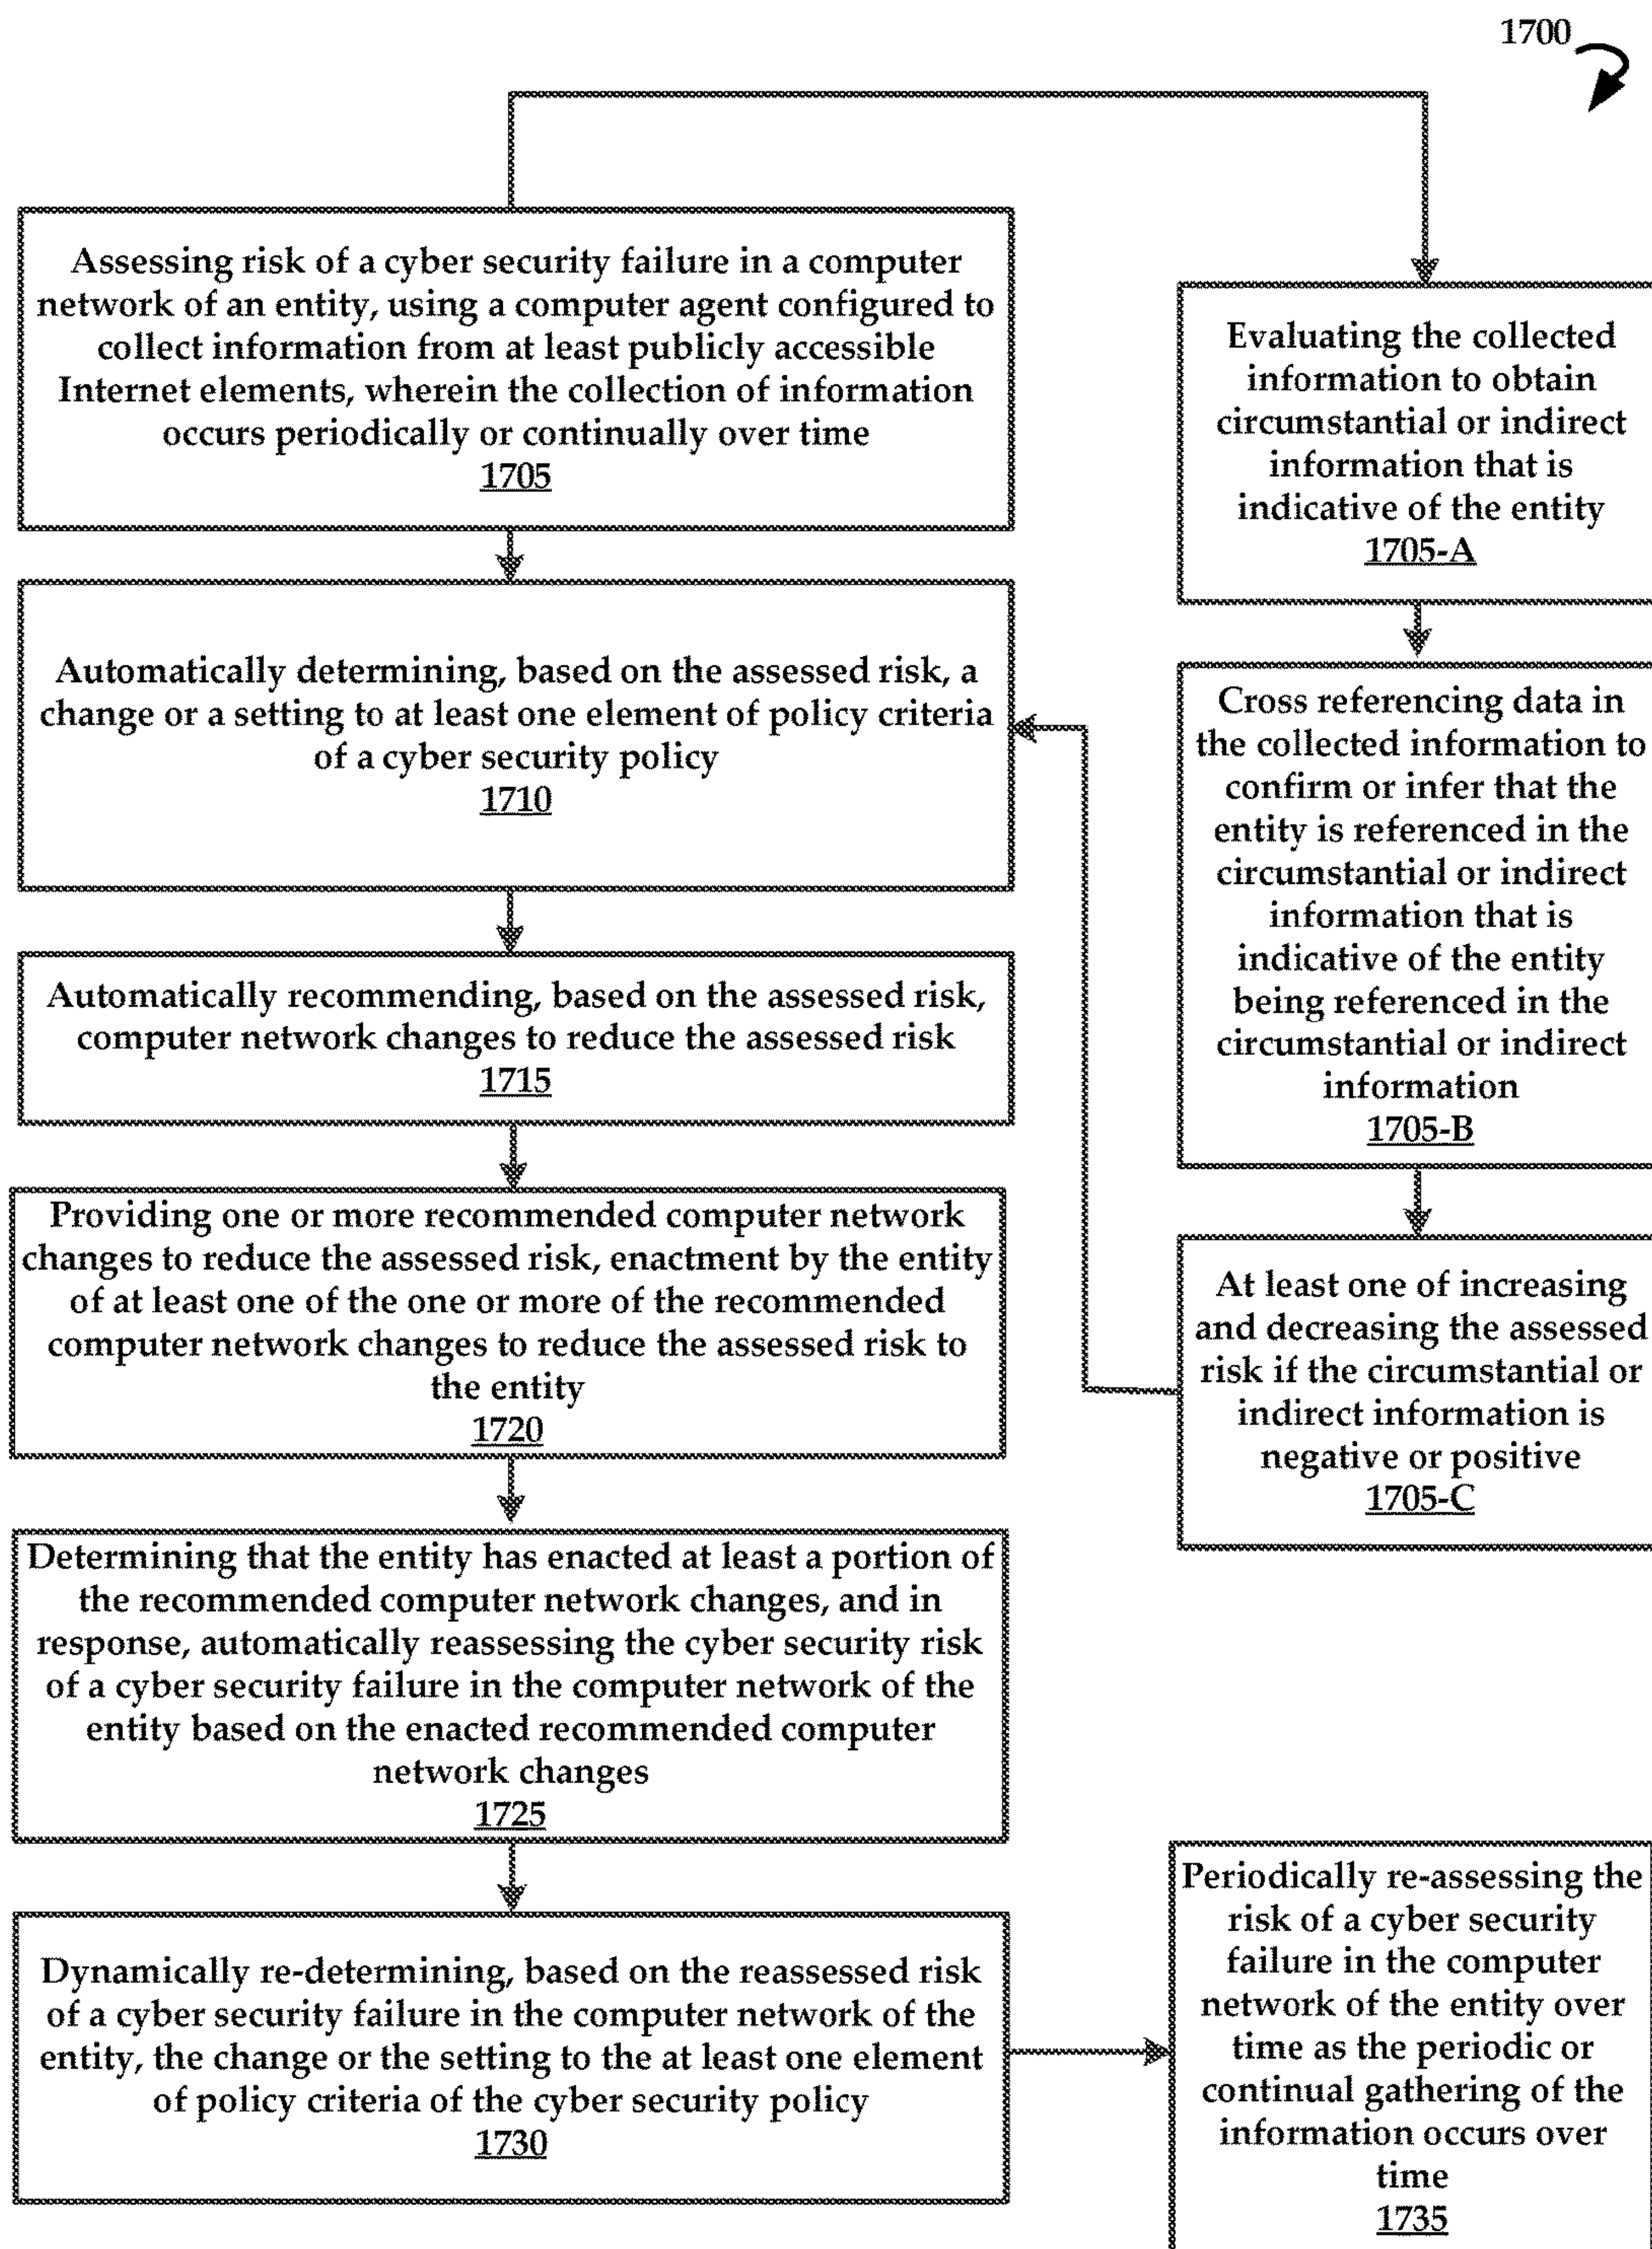 1700
Assessing risk of a cyber security failure in a computer
network of an entity, using a computer agent configured to
collect information from at least publicly accessible
Internet elements, wherein the collection of information
occurs periodically or continually over time
1705
Automatically determining, based on the assessed risk, a
change or a setting to at least one element of policy criteria
of a cyber security policy
1710
Automatically recommending, based on the assessed risk,
computer network changes to reduce the assessed risk
1715
Providing one or more recommended computer network
changes to reduce the assessed risk, enactment by the entity
of at least one of the one or more of the recommended
computer network changes to reduce the assessed risk to
the entity
1720
Determining that the entity has enacted at least a portion of
the recommended computer network changes, and in
response, automatically reassessing the cyber security risk
of a cyber security failure in the computer network of the
entity based on the enacted recommended computer
network changes
1725
Dynamically re-determining, based on the reassessed risk
of a cyber security failure in the computer network of the
entity, the change or the setting to the at least one element
of policy criteria of the cyber security policy
1730
Evaluating the collected
information to obtain
circumstantial or indirect
information that is
indicative of the entity
1705-A
Cross referencing data in
the collected information to
confirm or infer that the
entity is referenced in the
circumstantial or indirect
information that is
indicative of the entity
being referenced in the
circumstantial or indirect
information
1705-B
At least one of increasing
and decreasing the assessed
risk if the circumstantial or
indirect information is
negative or positive
1705-C
Periodically re-assessing the
risk of a cyber security
failure in the computer
network of the entity over
time as the periodic or
continual gathering of the
information occurs over
time
1735